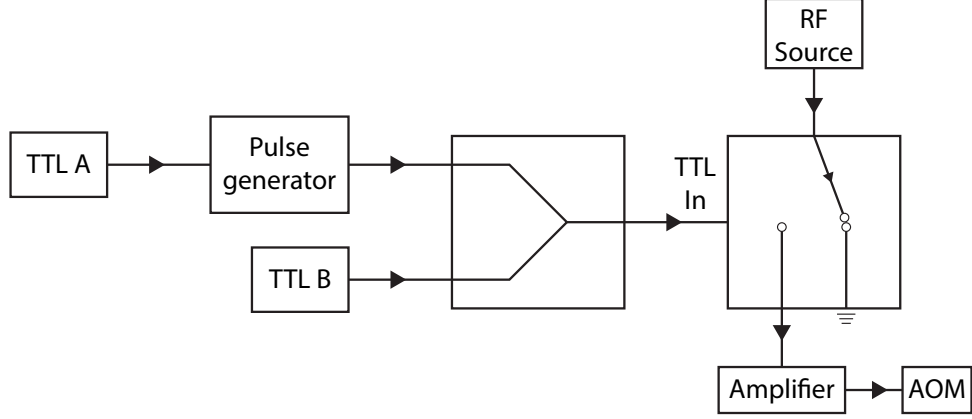 RF
Source
TTL A
Pulse
generator
TTL B
TTL
In
Amplifier
AOM